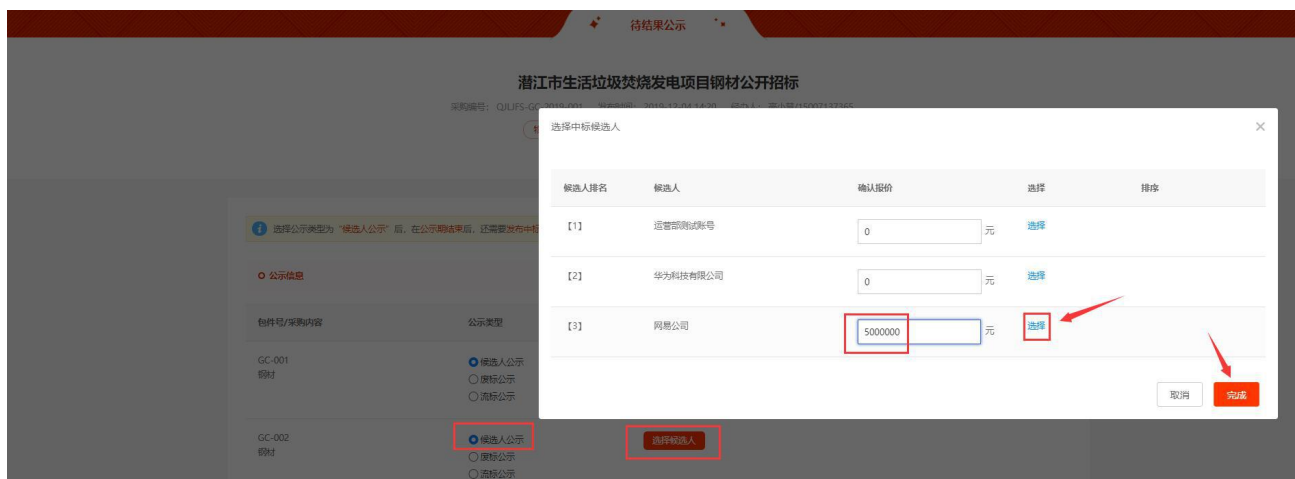 待结果公示
潜江市生活垃圾焚烧发电项目钢材公开招标
选择中标候选人
候选人排名 候选人 确认报价 选择 排序
【1】 运营部测试账号 0 元 选择
【2】 华为科技有限公司 0 元 选择
【3】 网易公司 5000000 元 选择
取消 完成
选择公示类型为“候选人公示”后，在公示期结束后，还需要发布中标
公示信息
包件号/采购内容 公示类型
GC-001 候选人公示
钢材 废标公示
流标公示
GC-002 候选人公示 选择候选人
钢材 废标公示
流标公示